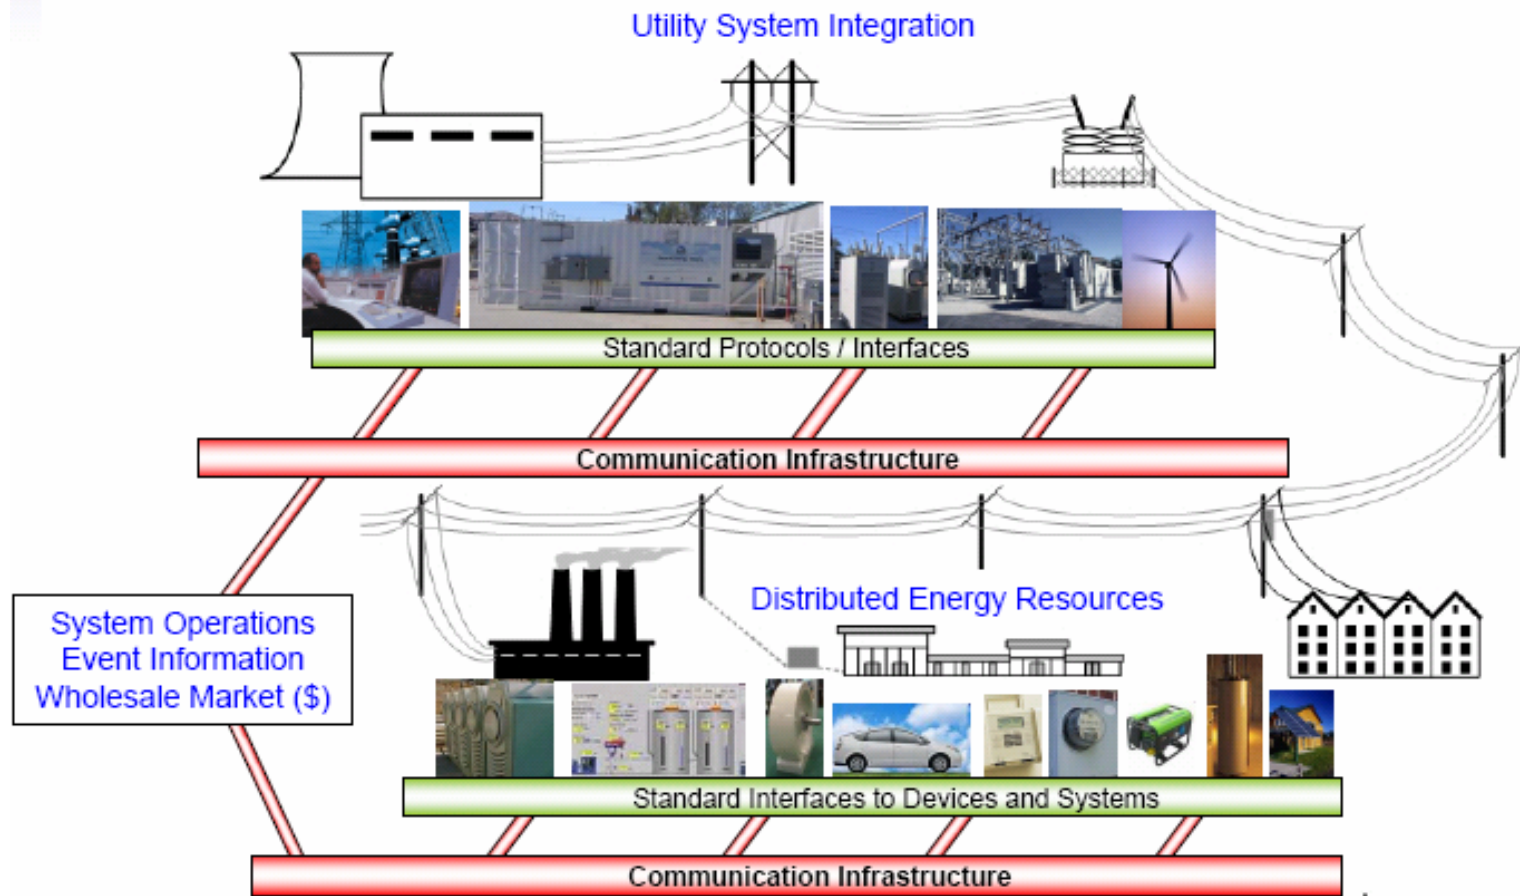 Utility System Integration
Standard Protocols / Interfaces
Communication Infrastructure
Distributed Energy Resources
System Operations
Event Information
Wholesale Market ($)
Standard Interfaces to Devices and Systems
Communication Infrastructure